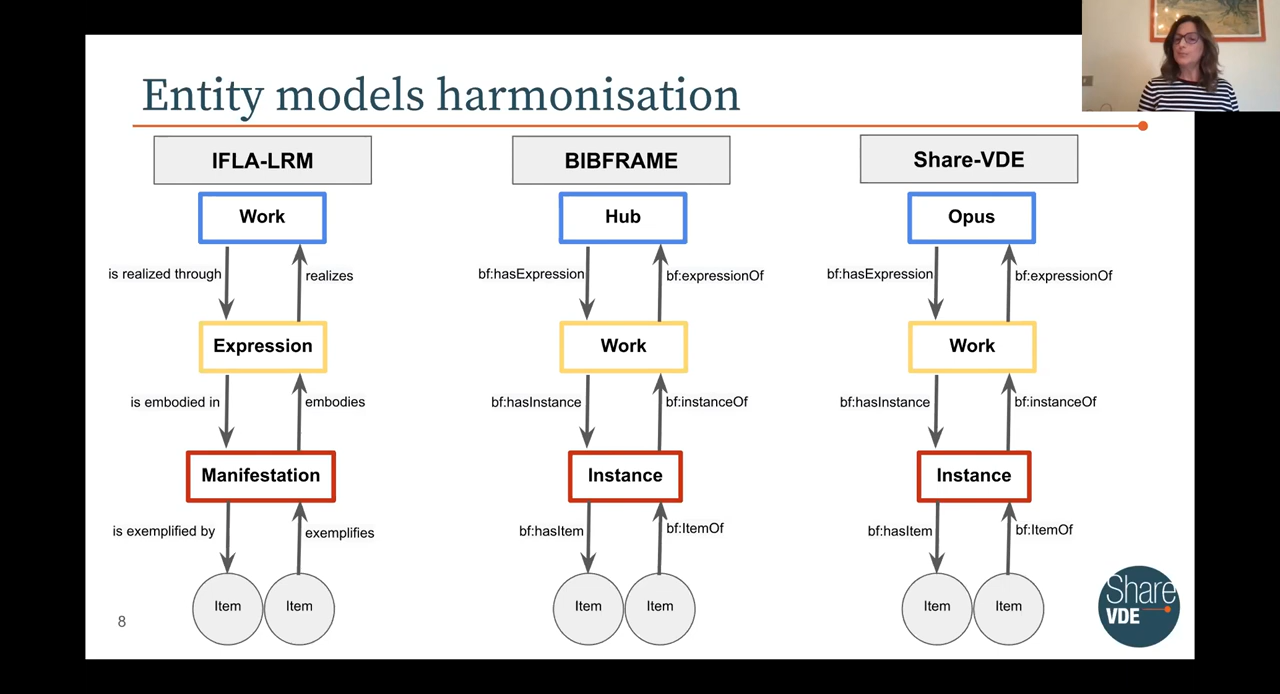 Entity models harmonisation
IFLA-LRM
Work
is realized through
realizes
Expression
is embodied in
embodies
Manifestation
is exemplified by
exemplifies
Item
Item
BIBFRAME
Hub
bf:hasExpression
bf:expressionOf
Work
bf:hasInstance
bf:instanceOf
Instance
bf:hasItem
bf:ItemOf
Item
Item
Share-VDE
Opus
bf:hasExpression
bf:expressionOf
Work
bf:hasInstance
bf:instanceOf
Instance
bf:hasItem
bf:ItemOf
Item
Item
8
Share
VDE